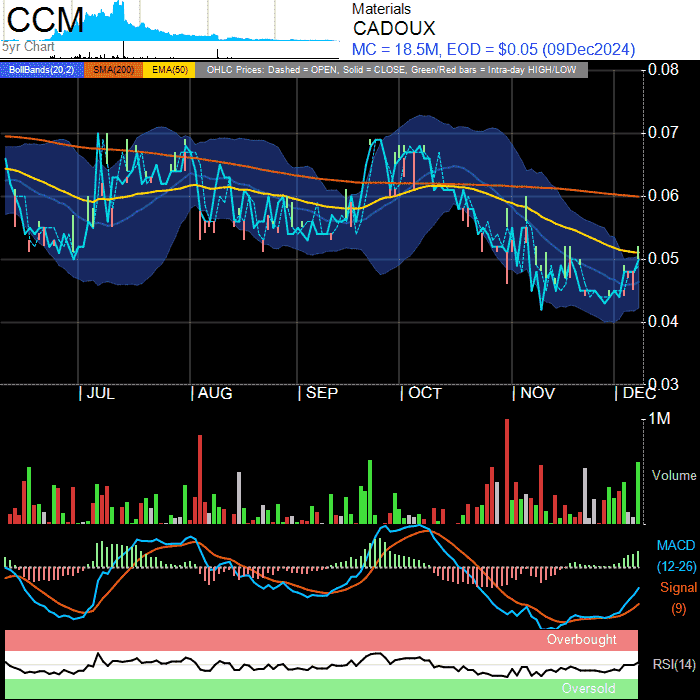 CCM
5yr Chart
Materials
CADOUX
MC = 18.5M, EOD = $0.05 (09Dec2024)
BollBands(20,2) SMA(200) EMA(50) OHLC Prices: Dashed = OPEN, Solid = CLOSE, Green/Red bars = Intra-day HIGH/LOW
0.08
0.07
0.06
0.05
0.04
0.03
JUL AUG SEP OCT NOV DEC
1M
Volume
MACD
(12-26)
Signal
(9)
Overbought
RSI(14)
Oversold